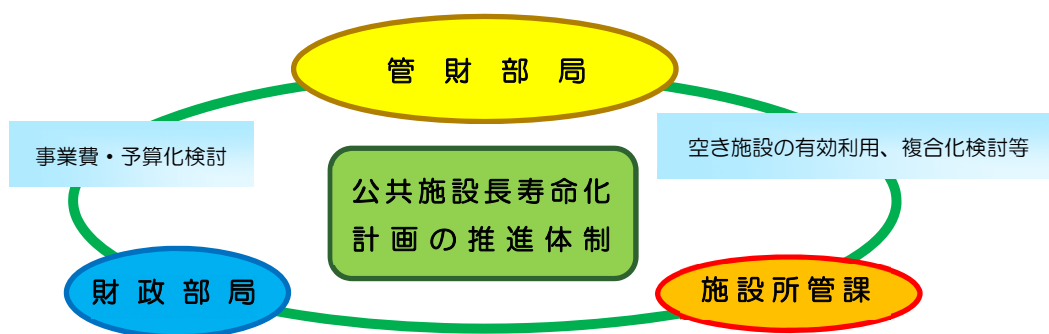 管財部局
事業費・予算化検討
空き施設の有効利用、複合化検討等
公共施設長寿命化
計画の推進体制
財政部局
施設所管課